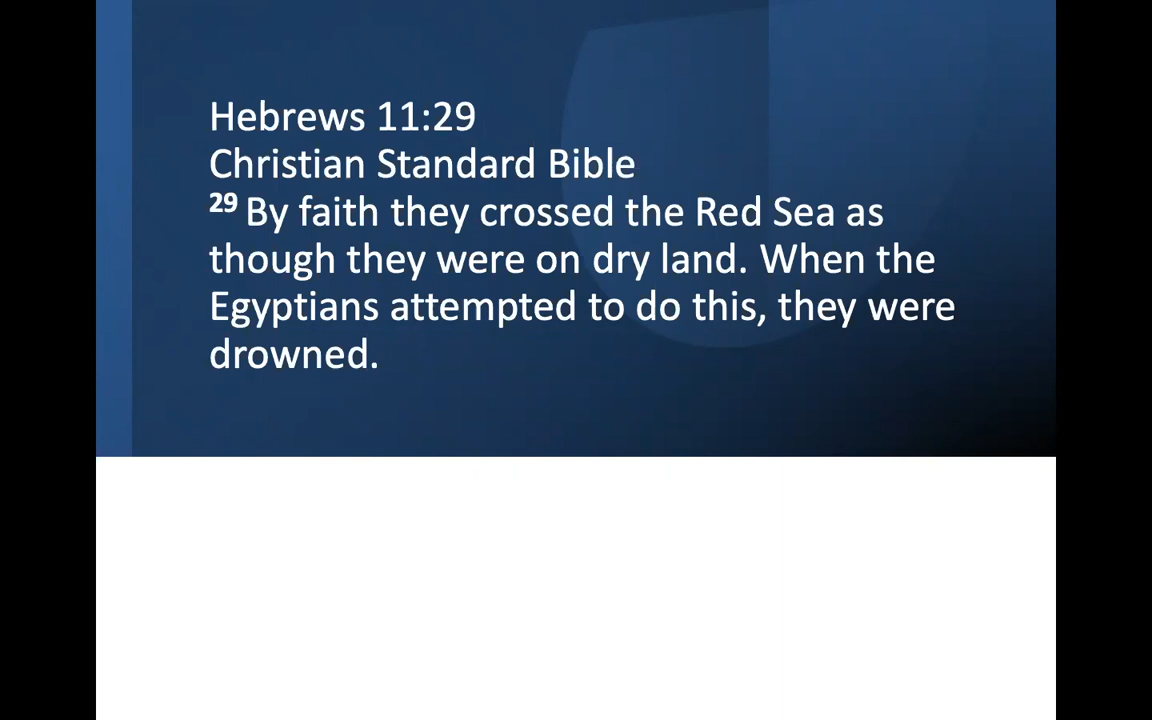 Hebrews 11:29
Christian Standard Bible
29 By faith they crossed the Red Sea as
though they were on dry land. When the
Egyptians attempted to do this, they were
drowned.